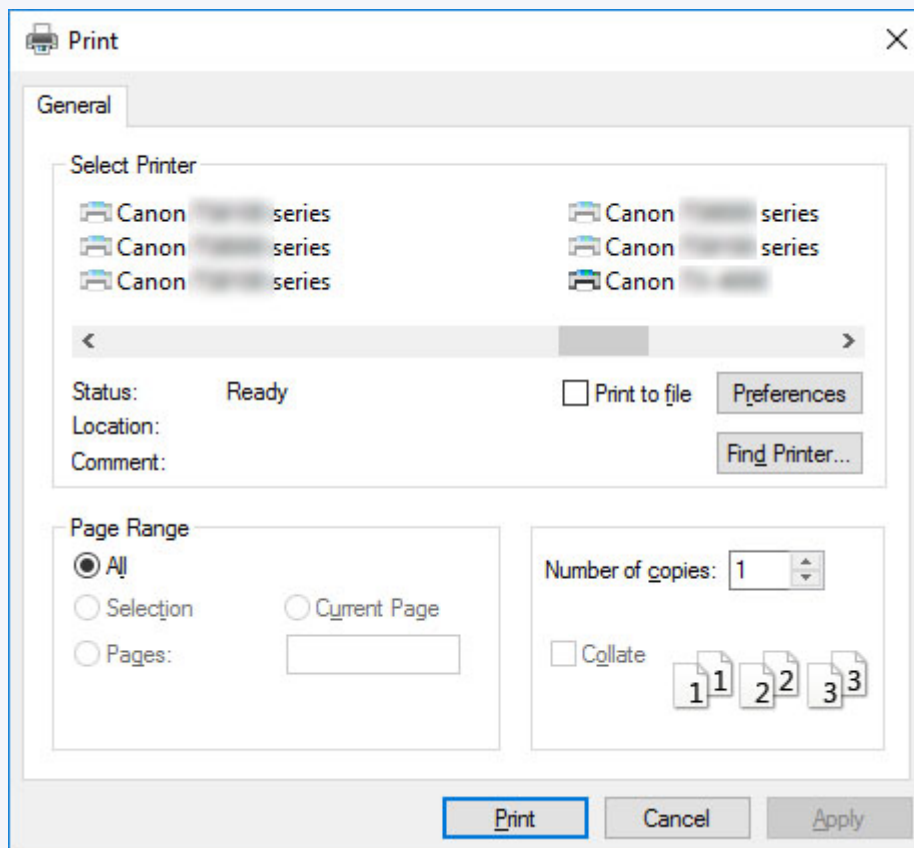 Print
General
Select Printer
Canon series
Canon series
Canon series
Canon series
Canon series
Canon
Status: Ready
Location:
Comment:
Print to file
Preferences
Find Printer...
Page Range
All
Selection
Current Page
Pages:
Number of copies: 1
Collate
1 1 2 2 3 3
Print
Cancel
Apply